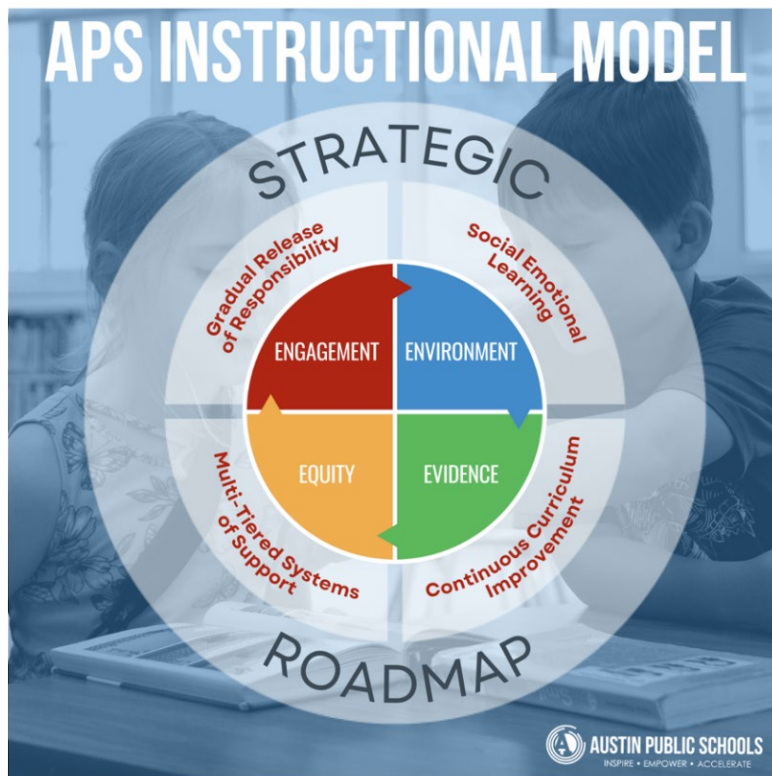 APS INSTRUCTIONAL MODEL
STRATEGIC
Gradual Release
of Responsibility
Social Emotional
Learning
ENGAGEMENT
ENVIRONMENT
EQUITY
EVIDENCE
Multi-Tiered Systems
of Support
Continuous Curriculum
Improvement
ROADMAP
AUSTIN PUBLIC SCHOOLS
INSPIRE • EMPOWER • ACCELERATE